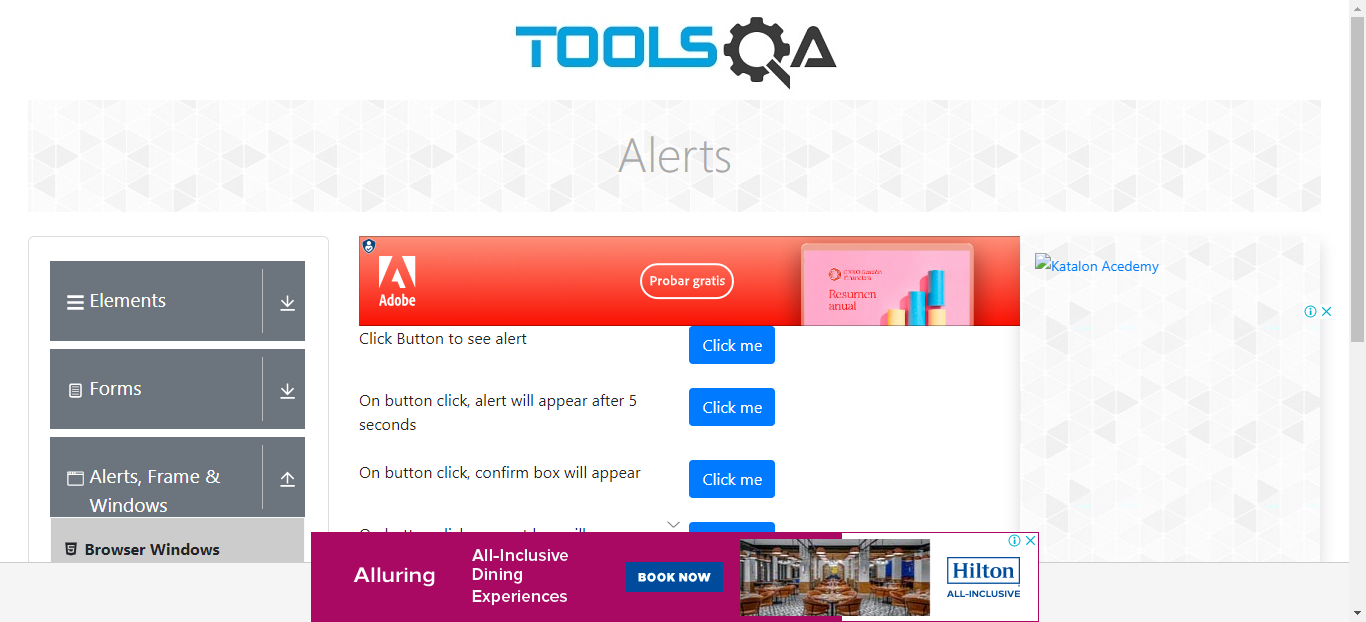 TOOLSQA
Alerts
Elements
Forms
Alerts, Frame &
Windows
Browser Windows
Adobe
Probar gratis
Resumen
anual
Click Button to see alert
Click me
On button click, alert will appear after 5
seconds
Click me
On button click, confirm box will appear
Click me
Katalon Acedemy
Alluring
All-Inclusive
Dining
Experiences
BOOK NOW
Hilton
ALL-INCLUSIVE